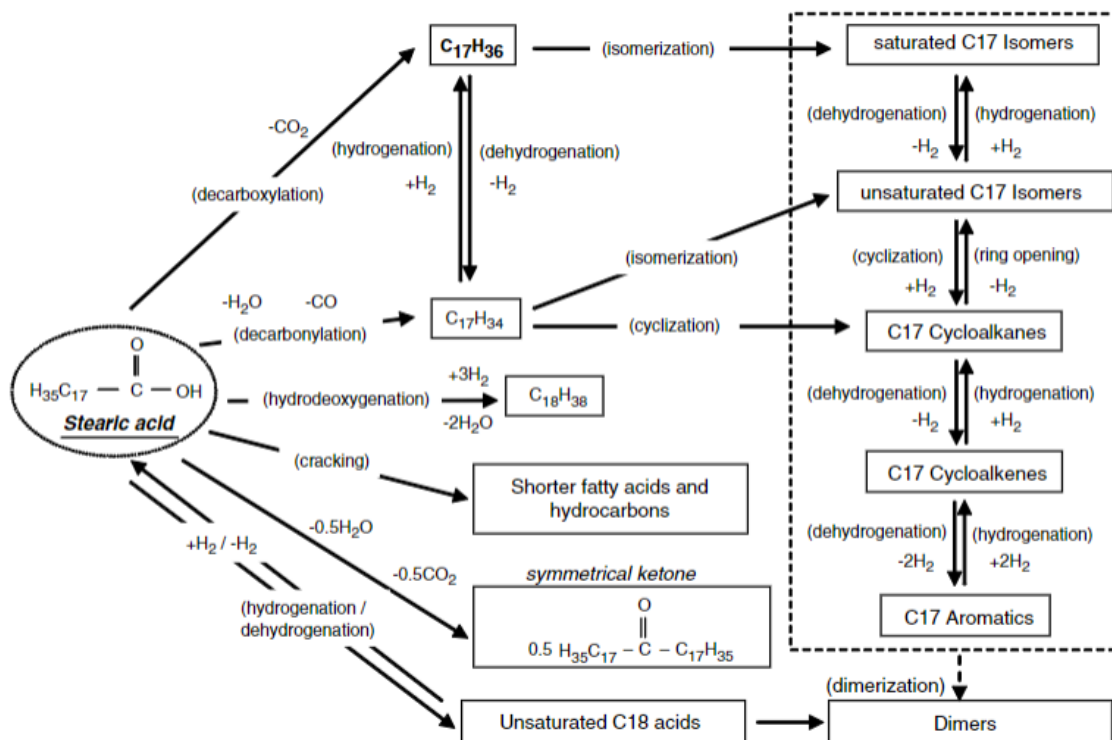 C17H36
(isomerization)
saturated C17 Isomers
-CO2
(hydrogenation)
+H2
(dehydrogenation)
-H2
(dehydrogenation)
-H2
(hydrogenation)
+H2
(decarboxylation)
unsaturated C17 Isomers
(isomerization)
(cyclization)
+H2
(ring opening)
-H2
-H2O -CO
(decarbonylation)
C17H34
(cyclization)
C17 Cycloalkanes
O
H35C17 — C — OH
Stearic acid
(hydrodeoxygenation)
+3H2
-2H2O
C18H38
(dehydrogenation)
-H2
(hydrogenation)
+H2
(cracking)
Shorter fatty acids and
hydrocarbons
C17 Cycloalkenes
-0.5H2O
+H2 / -H2
-0.5CO2
(dehydrogenation)
-2H2
(hydrogenation)
+2H2
symmetrical ketone
O
0.5 H35C17 – C – C17H35
C17 Aromatics
(hydrogenation /
dehydrogenation)
(dimerization)
Unsaturated C18 acids
Dimers